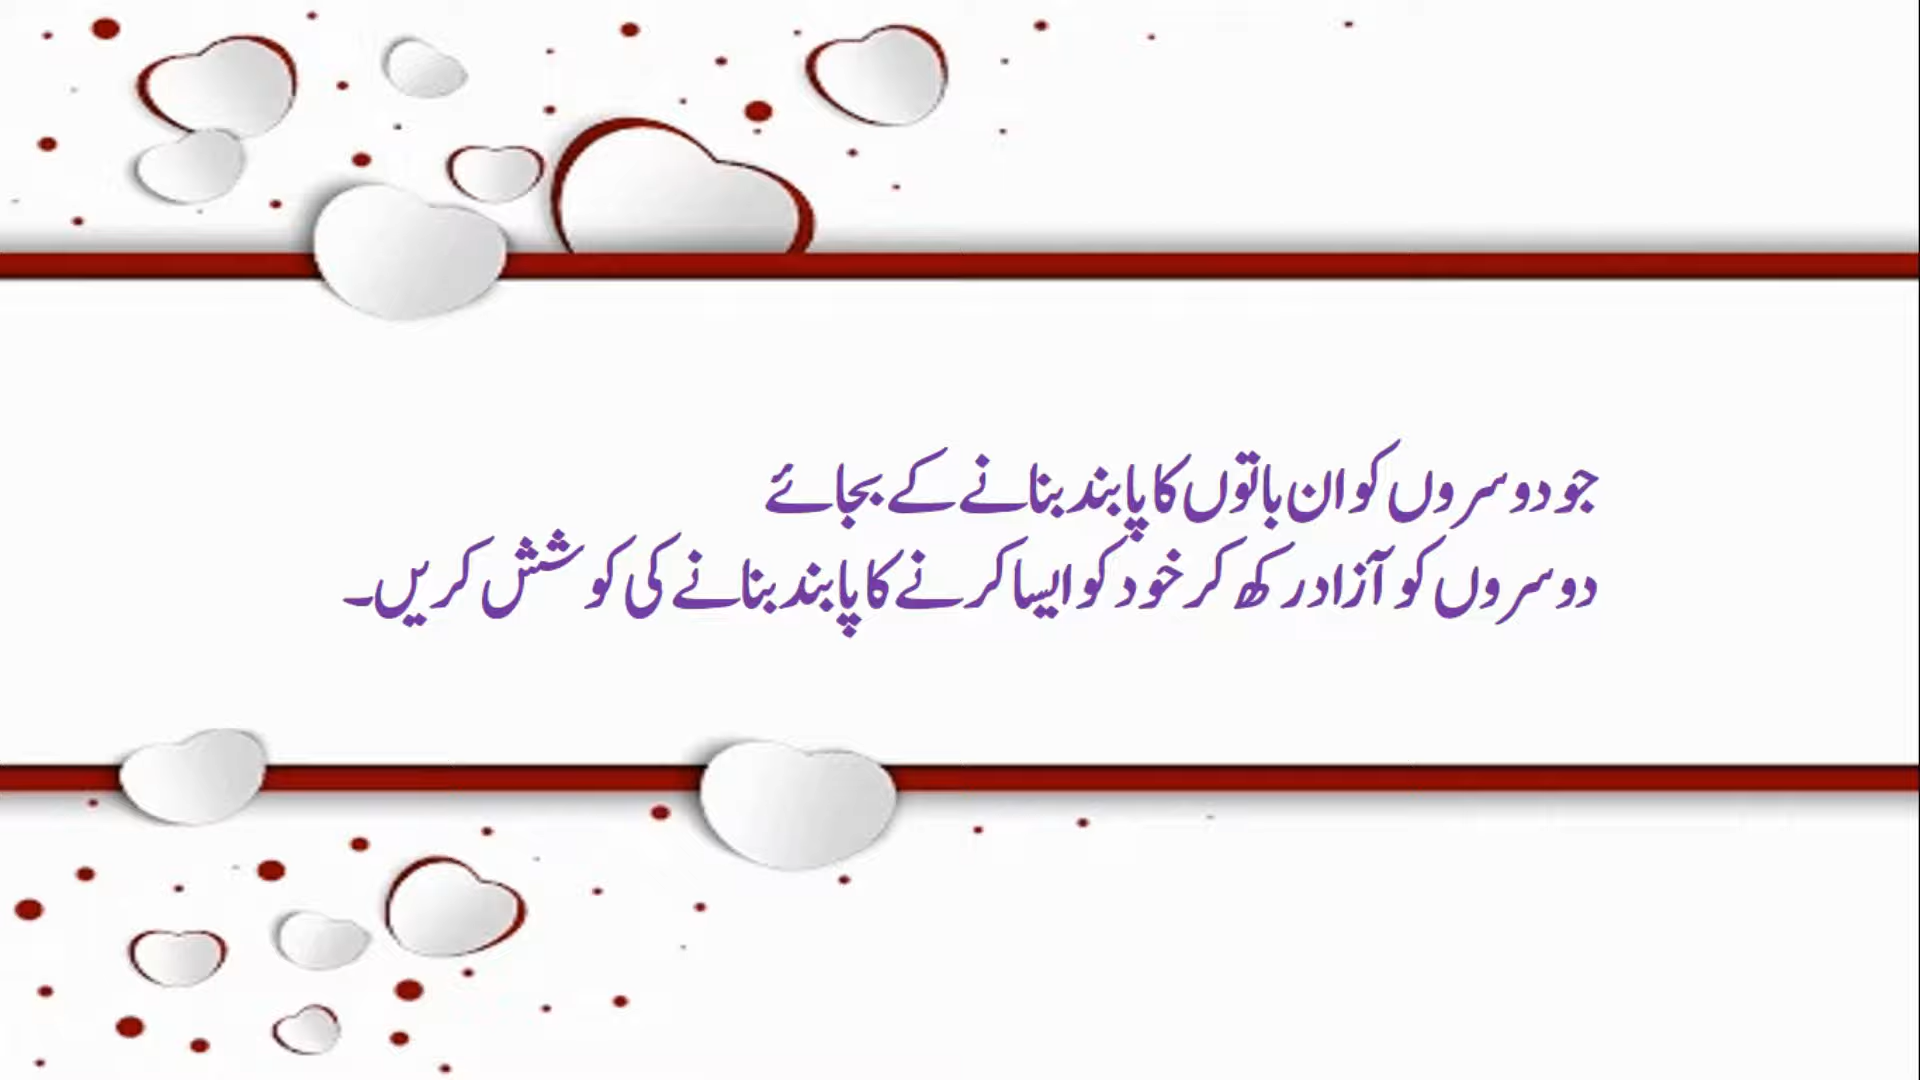 جو دوسروں کو ان باتوں کا پابند بنانے کے بجائے
دوسروں کو آزاد رکھ کر خود کو ایسا کرنے کا پابند بنانے کی کوشش کریں۔